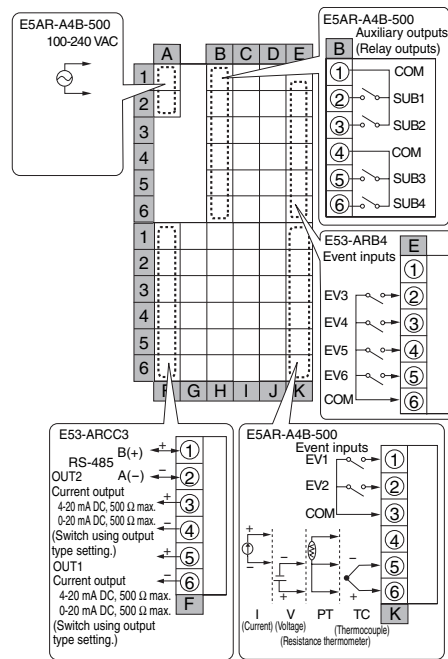 E5AR-A4B-500
100-240 VAC
A B C D E
1
2
3
4
5
6
1
2
3
4
5
6
F G H I J K
E5AR-A4B-500
Auxiliary outputs
(Relay outputs)
B
1 COM
2 SUB1
3 SUB2
4 COM
5 SUB3
6 SUB4
E53-ARB4
Event inputs
E
1
EV3 2
EV4 3
EV5 4
EV6 5
COM 6
E53-ARCC3
B(+) 1
RS-485
OUT2 A(−) 2
Current output + 3
4-20 mA DC, 500 Ω max.
0-20 mA DC, 500 Ω max. − 4
(Switch using output
type setting.) + 5
OUT1
Current output − 6
4-20 mA DC, 500 Ω max.
0-20 mA DC, 500 Ω max. F
(Switch using output
type setting.)
E5AR-A4B-500
Event inputs
EV1 1
EV2 2
COM 3
4
+ − − 5
− + + 6
I V PT TC K
(Current) (Voltage) (Thermocouple)
(Resistance thermometer)